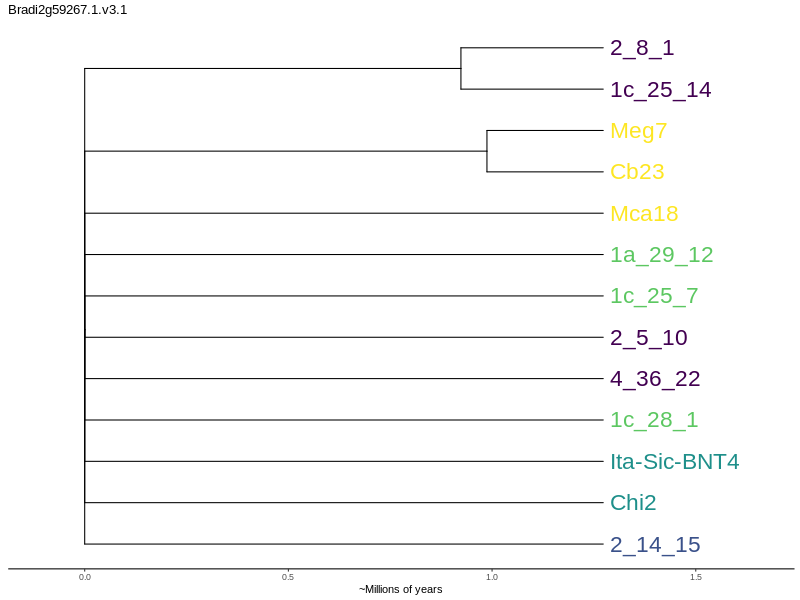 Bradi2g59267.1.v3.1
2_8_1
1c_25_14
Meg7
Cb23
Mca18
1a_29_12
1c_25_7
2_5_10
4_36_22
1c_28_1
Ita-Sic-BNT4
Chi2
2_14_15
0.0 0.5 1.0 1.5
~Millions of years